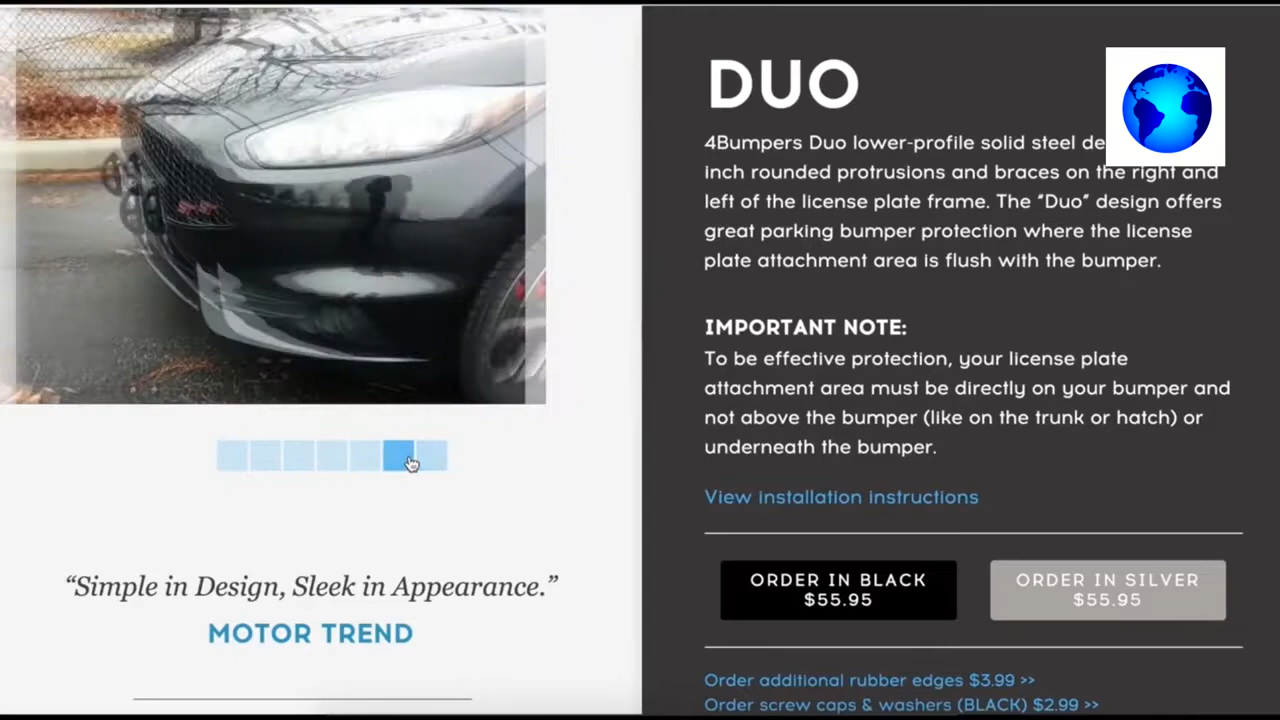 DUO
4Bumpers Duo lower-profile solid steel
inch rounded protrusions and braces on the right and
left of the license plate frame. The “Duo” design offers
great parking bumper protection where the license
plate attachment area is flush with the bumper.
IMPORTANT NOTE:
To be effective protection, your license plate
attachment area must be directly on your bumper and
not above the bumper (like on the trunk or hatch) or
underneath the bumper.
View installation instructions
ORDER IN BLACK
$55.95
ORDER IN SILVER
$55.95
Order additional rubber edges $3.99 >>
Order screw caps & washers (BLACK) $2.99 >>
“Simple in Design, Sleek in Appearance.”
MOTOR TREND